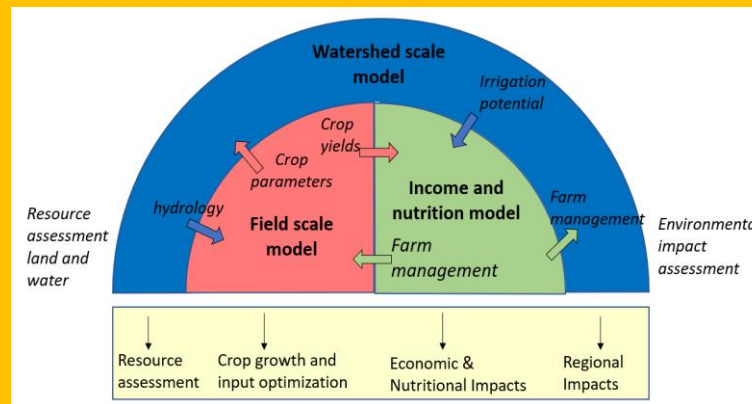 Watershed scale
model
Irrigation
potential
Crop
yields
Crop
parameters
hydrology
Income and
nutrition model
Farm
management
Field scale
model
Farm
management
Resource
assessment
land and
water
Environmenta
impact
assessment
Resource
assessment
Crop growth and
input optimization
Economic &
Nutritional Impacts
Regional
Impacts